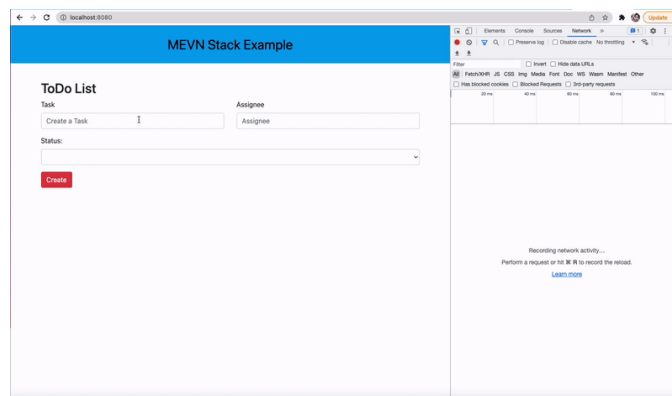 localhost:8080
Update
MEVN Stack Example
ToDo List
Task
Assignee
Create a Task
Assignee
Status:
Create
Elements Console Sources Network » 1
Preserve log Disable cache No throttling
Filter Invert Hide data URLs
All Fetch/XHR JS CSS Img Media Font Doc WS Wasm Manifest Other
Has blocked cookies Blocked Requests 3rd-party requests
20 ms 40 ms 60 ms 80 ms 100 ms
Recording network activity...
Perform a request or hit ⌘ R to record the reload.
Learn more